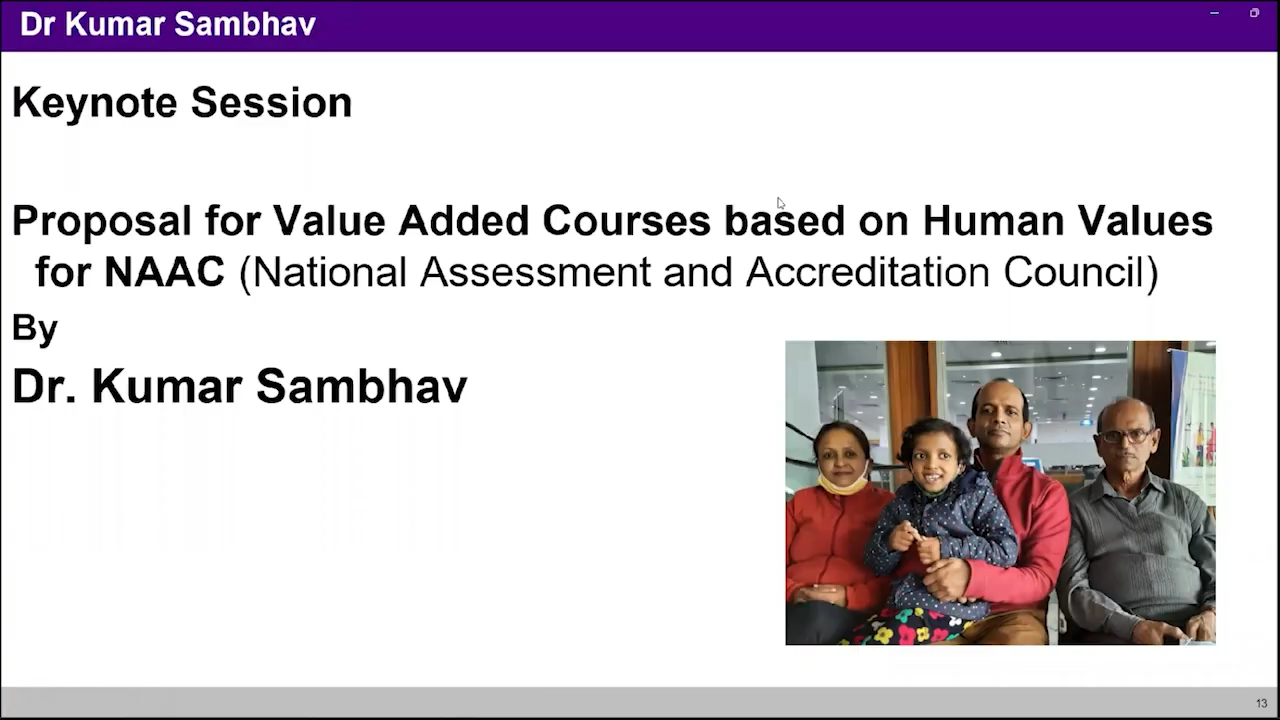 Dr Kumar Sambhav
Keynote Session
Proposal for Value Added Courses based on Human Values
for NAAC (National Assessment and Accreditation Council)
By
Dr. Kumar Sambhav
13